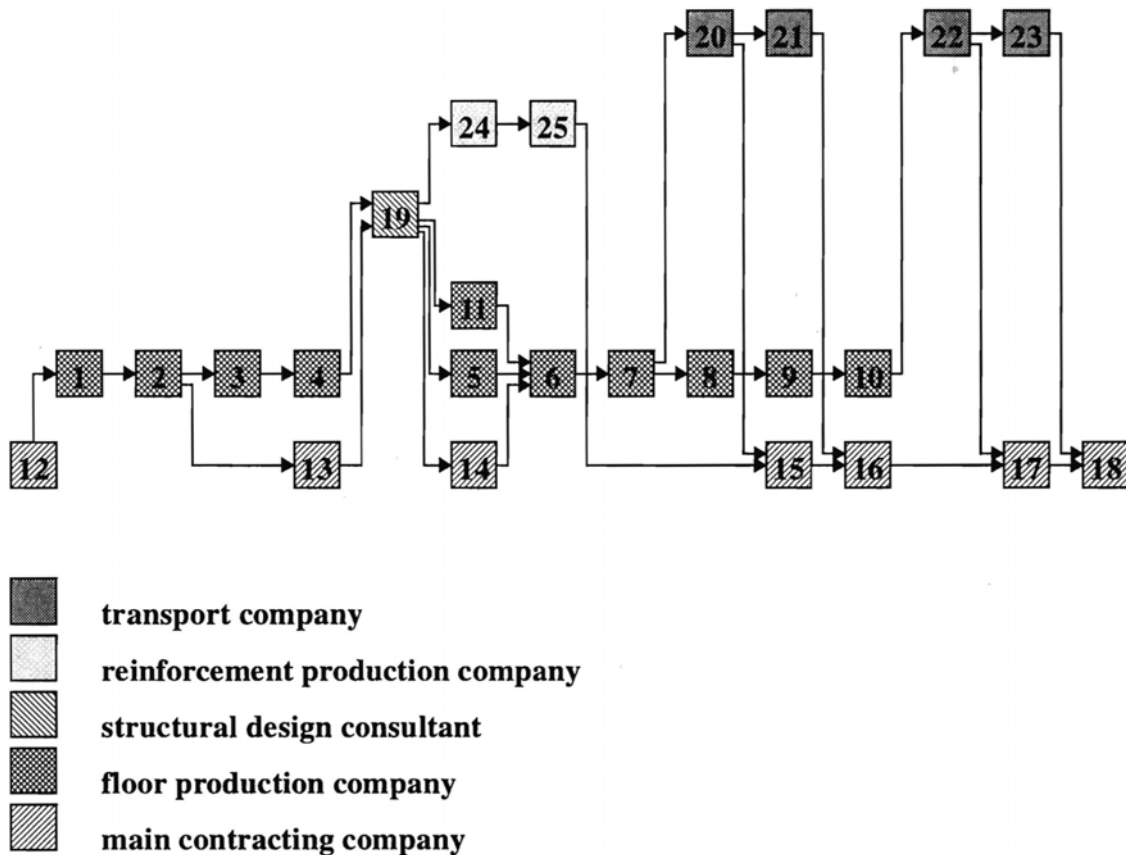 20 21 22 23
24 25
19
11
1 2 3 4 5 6 7 8 9 10
12 13 14 15 16 17 18
transport company
reinforcement production company
structural design consultant
floor production company
main contracting company